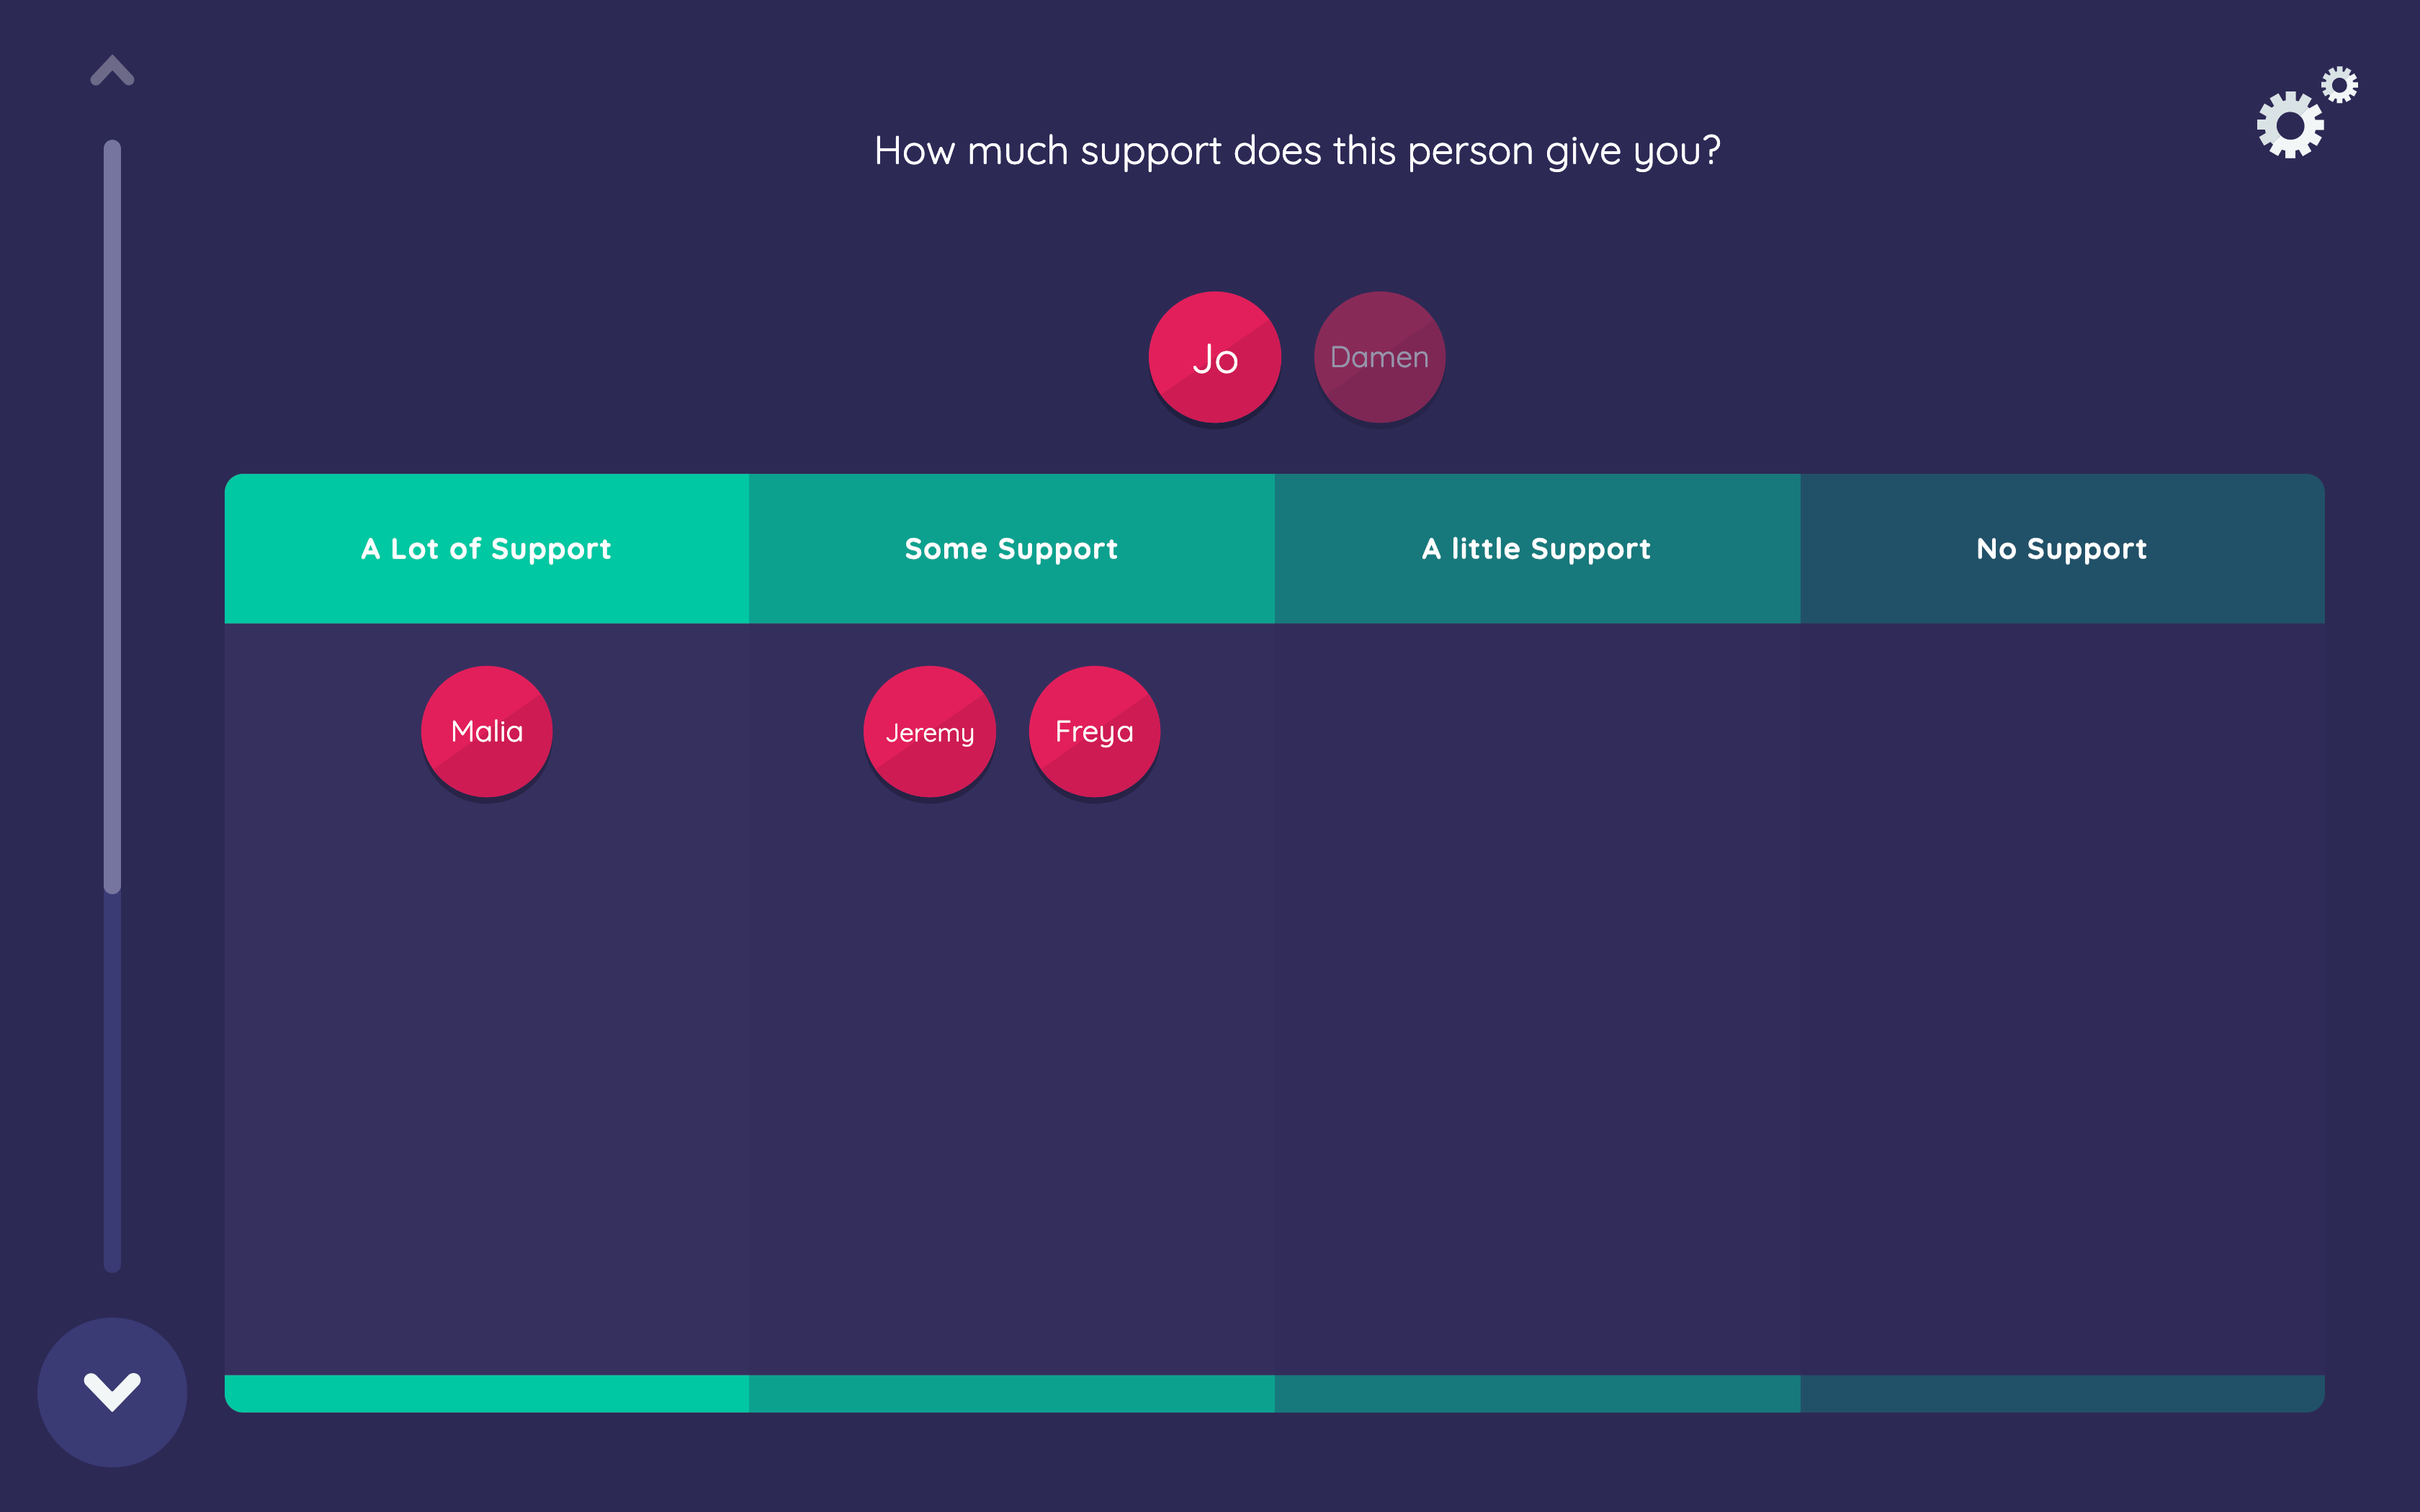 How much support does this person give you?
Jo
Damen
A Lot of Support
Some Support
A little Support
No Support
Malia
Jeremy
Freya